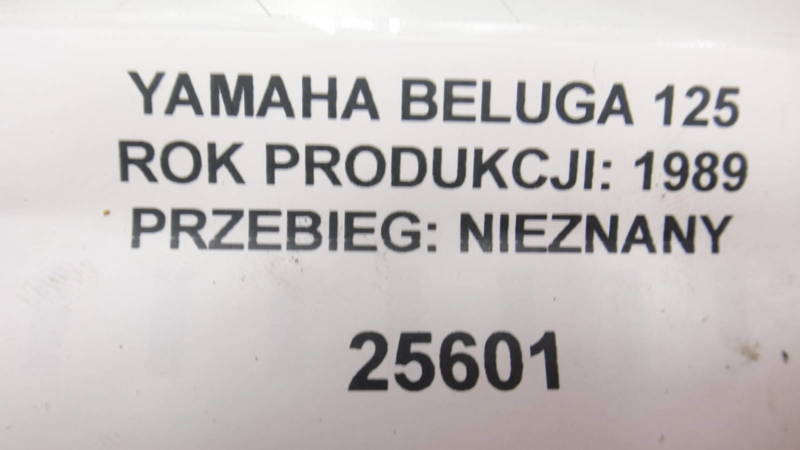 YAMAHA BELUGA 125
ROK PRODUKCJI: 1989
PRZEBIEG: NIEZNANY
25601